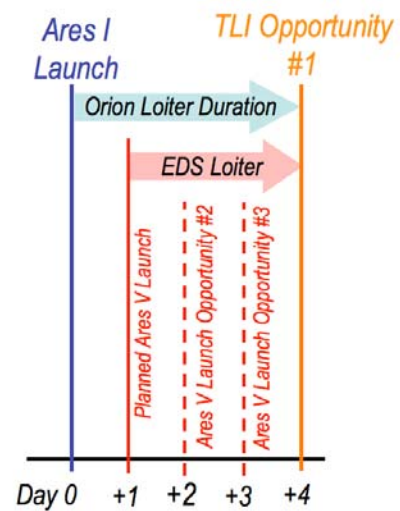 Ares I
Launch
TLI Opportunity
#1
Orion Loiter Duration
EDS Loiter
Planned Ares V Launch
Ares V Launch Opportunity #2
Ares V Launch Opportunity #3
Day 0 +1 +2 +3 +4